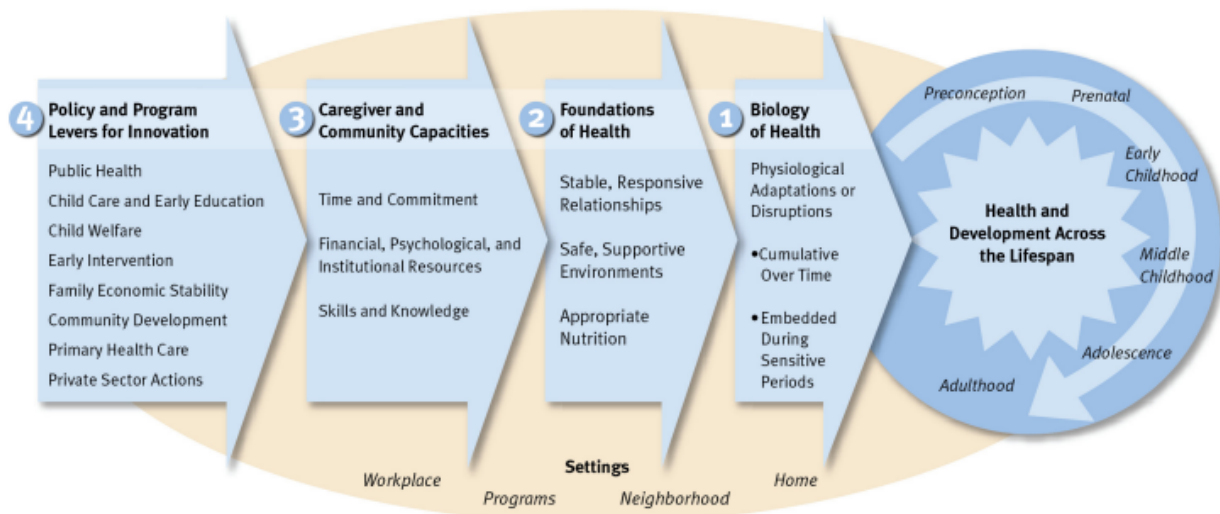 4 Policy and Program
Levers for Innovation
Public Health
Child Care and Early Education
Child Welfare
Early Intervention
Family Economic Stability
Community Development
Primary Health Care
Private Sector Actions
3 Caregiver and
Community Capacities
Time and Commitment
Financial, Psychological, and
Institutional Resources
Skills and Knowledge
2 Foundations
of Health
Stable, Responsive
Relationships
Safe, Supportive
Environments
Appropriate
Nutrition
1 Biology
of Health
Physiological
Adaptations or
Disruptions
•Cumulative
Over Time
•Embedded
During
Sensitive
Periods
Health and
Development Across
the Lifespan
Preconception
Prenatal
Early
Childhood
Middle
Childhood
Adolescence
Adulthood
Settings
Workplace
Programs
Neighborhood
Home